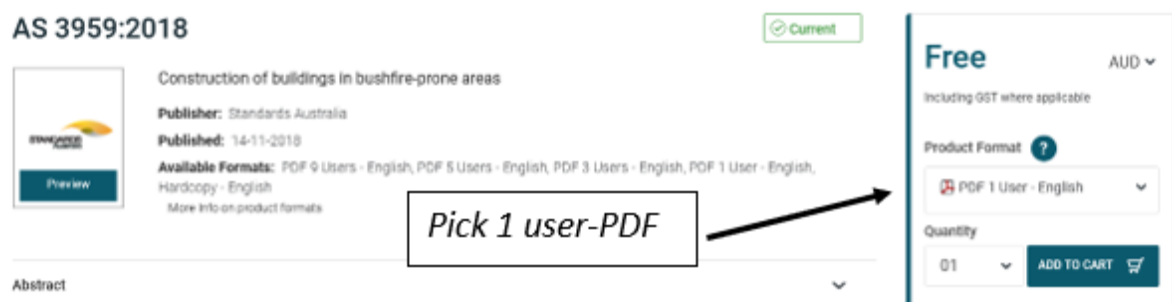 AS 3959:2018
Current
Construction of buildings in bushfire-prone areas
Publisher: Standards Australia
Published: 14-11-2018
Available Formats: PDF 9 Users - English, PDF 5 Users - English, PDF 3 Users - English, PDF 1 User - English,
Hardcopy - English
More Info on product formats
STANDARDS
Australia
Preview
Pick 1 user-PDF
Abstract
Free
AUD
Including GST where applicable
Product Format ?
PDF 1 User - English
Quantity
01
ADD TO CART